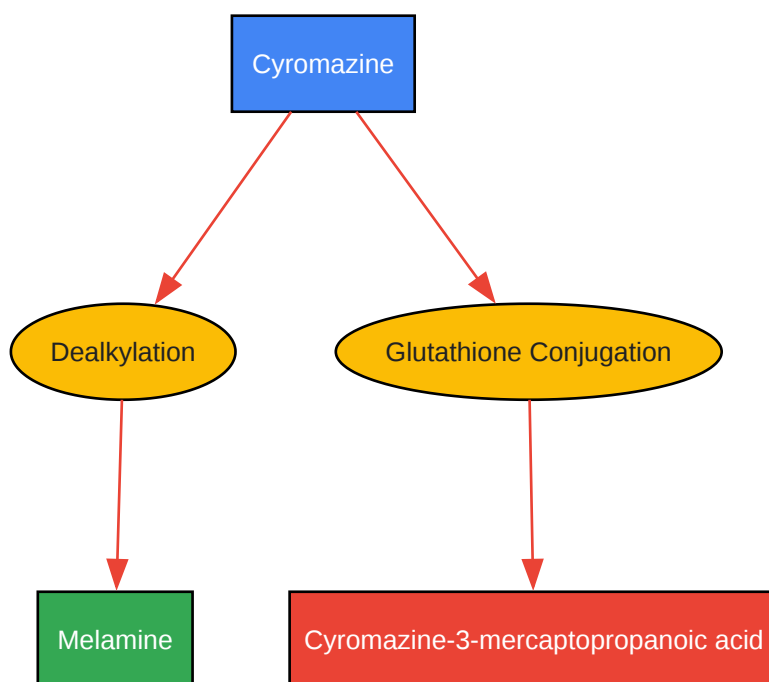 Cyromazine
Dealkylation
Glutathione Conjugation
Melamine
Cyromazine-3-mercaptopropanoic acid